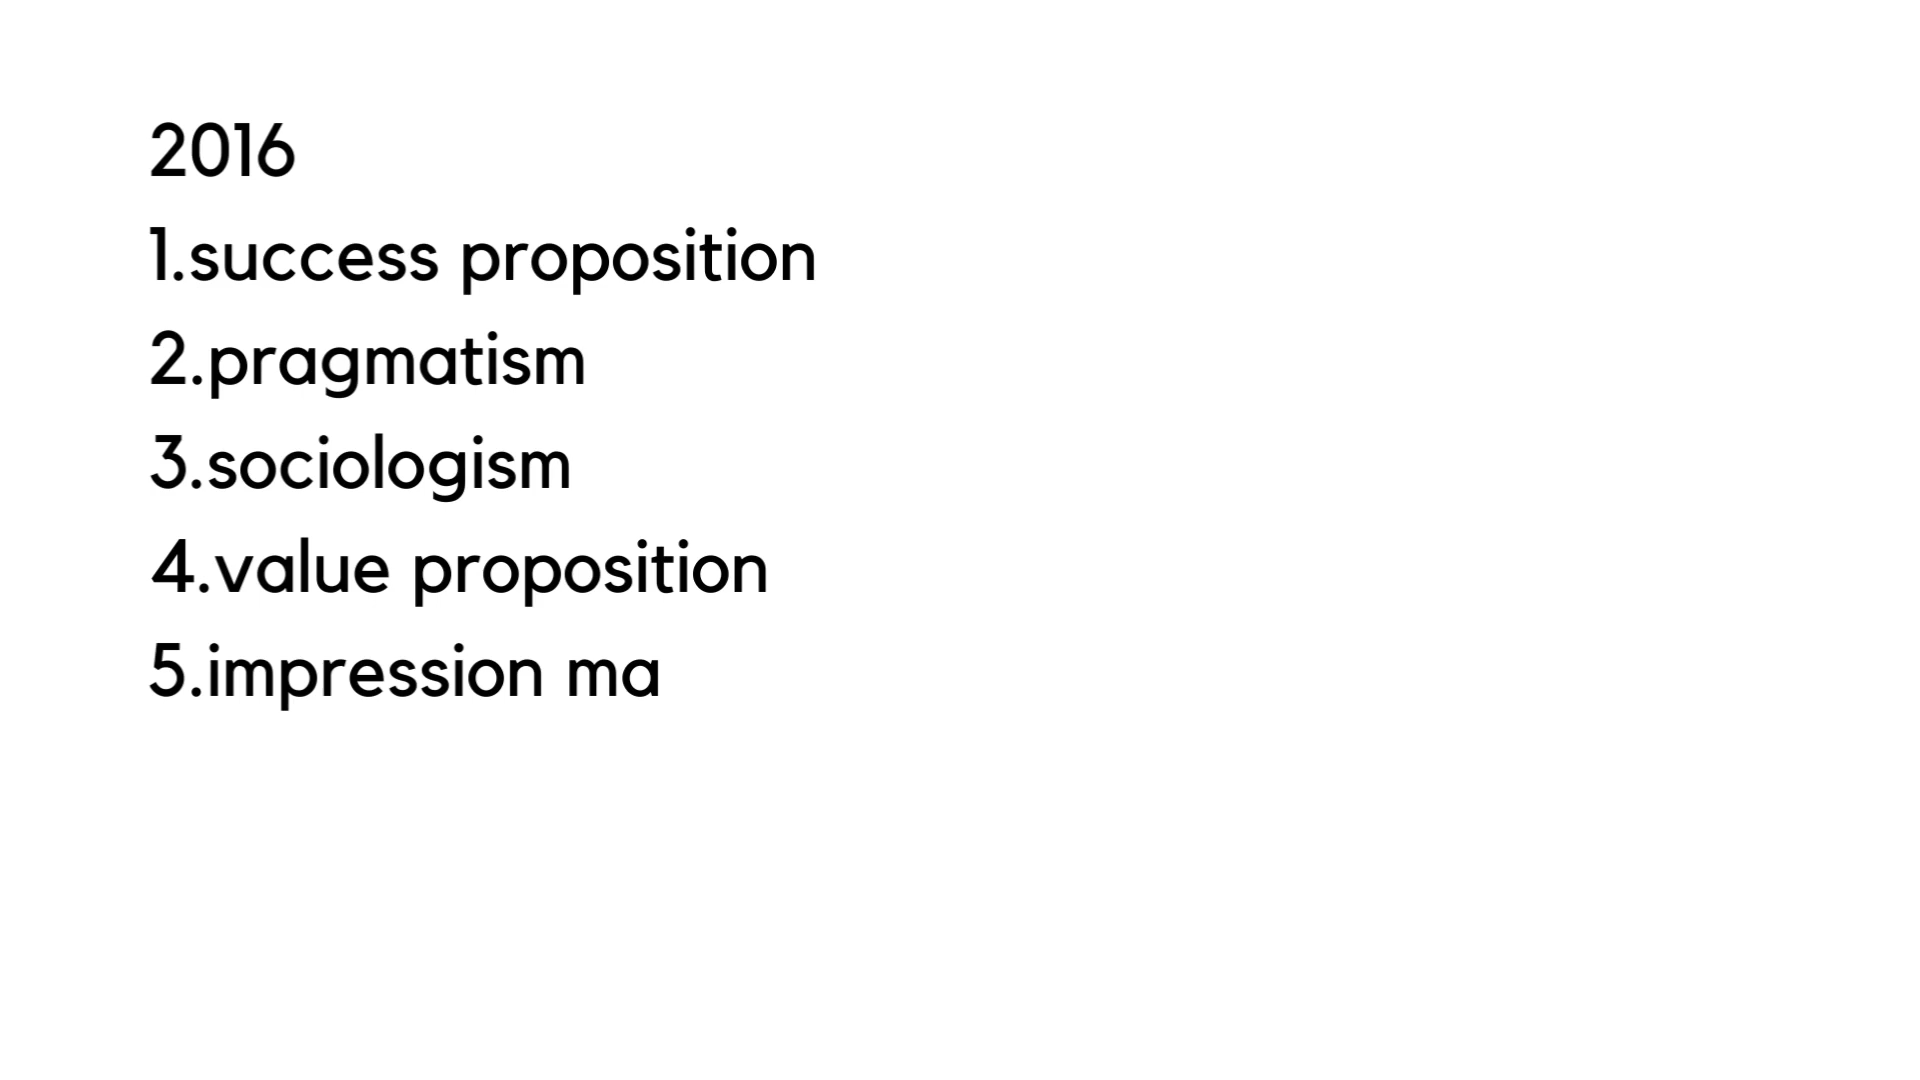 2016
1.success proposition
2.pragmatism
3.sociologism
4.value proposition
5.impression ma